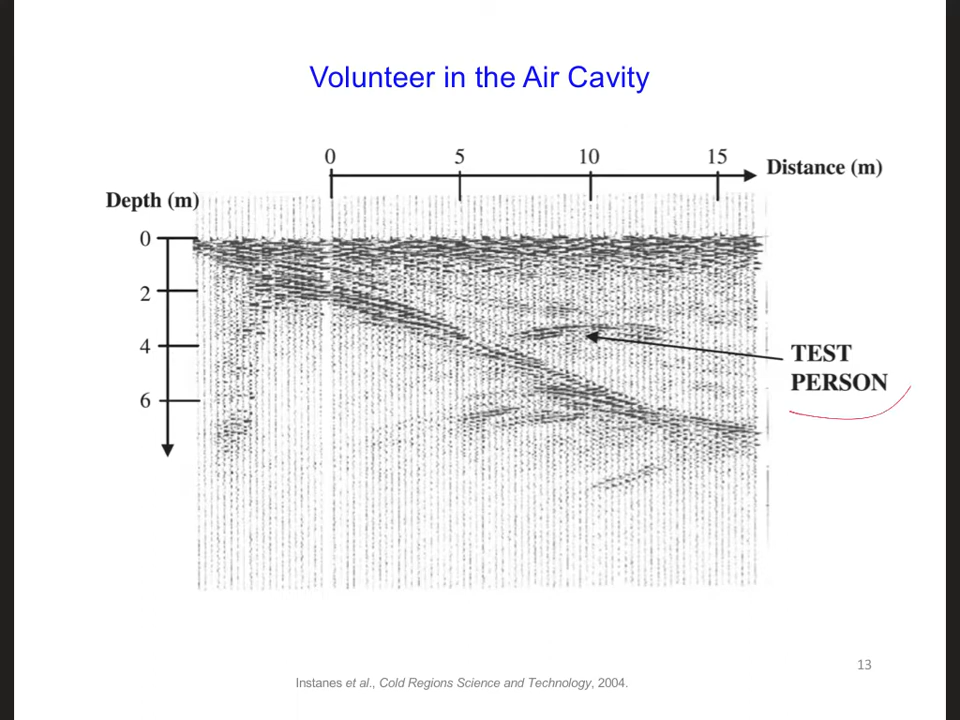 Volunteer in the Air Cavity
0 5 10 15
Distance (m)
Depth (m)
0
2
4
6
TEST
PERSON
13
Instanes et al., Cold Regions Science and Technology, 2004.